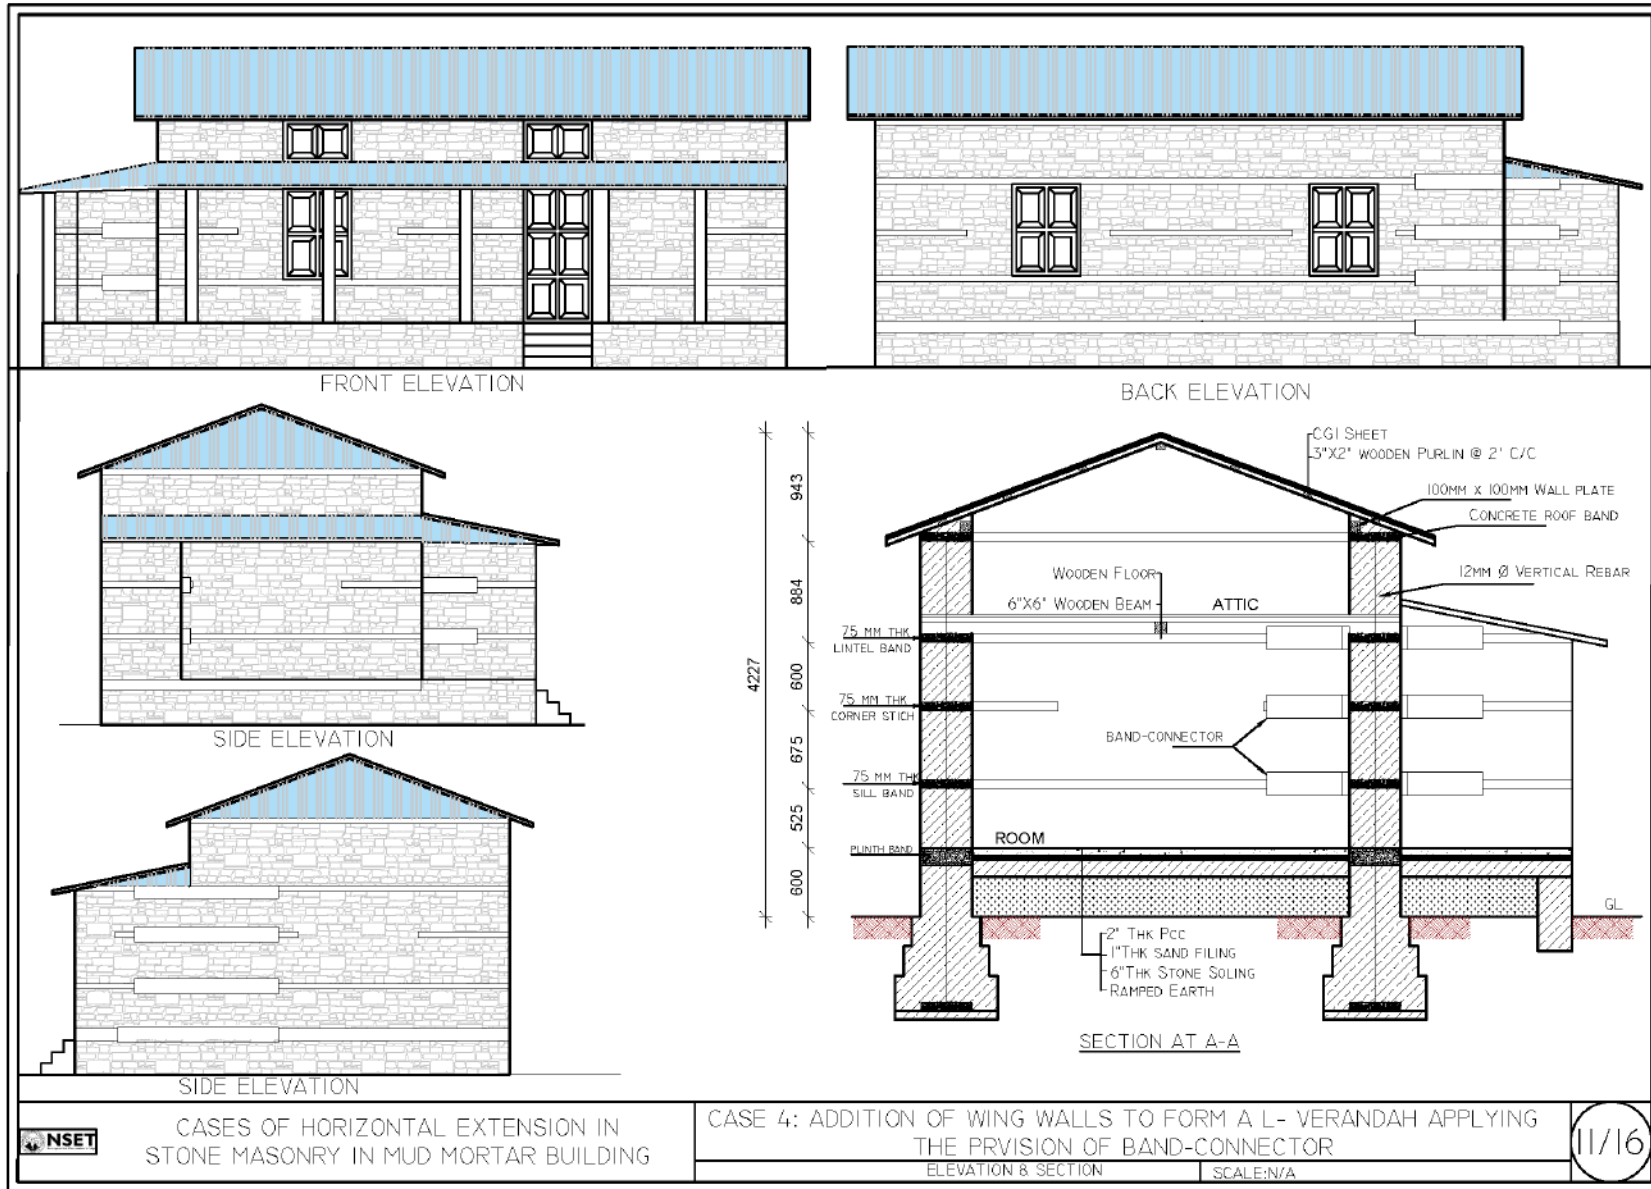 FRONT ELEVATION
BACK ELEVATION
SIDE ELEVATION
SIDE ELEVATION
4227
943
884
600
675
525
600
CGI SHEET
3"X2" WOODEN PURLIN @ 2' C/C
100MM X 100MM WALL PLATE
CONCRETE ROOF BAND
12MM Ø VERTICAL REBAR
WOODEN FLOOR
6"X6" WOODEN BEAM
ATTIC
75 MM THK
LINTEL BAND
75 MM THK
CORNER STICH
BAND-CONNECTOR
75 MM THK
SILL BAND
ROOM
PLINTH BAND
GL
2" THK PCC
1"THK SAND FILING
6"THK STONE SOLING
RAMPED EARTH
SECTION AT A-A
NSET
CASES OF HORIZONTAL EXTENSION IN
STONE MASONRY IN MUD MORTAR BUILDING
CASE 4: ADDITION OF WING WALLS TO FORM A L- VERANDAH APPLYING
THE PRVISION OF BAND-CONNECTOR
ELEVATION & SECTION
SCALE:N/A
11/16